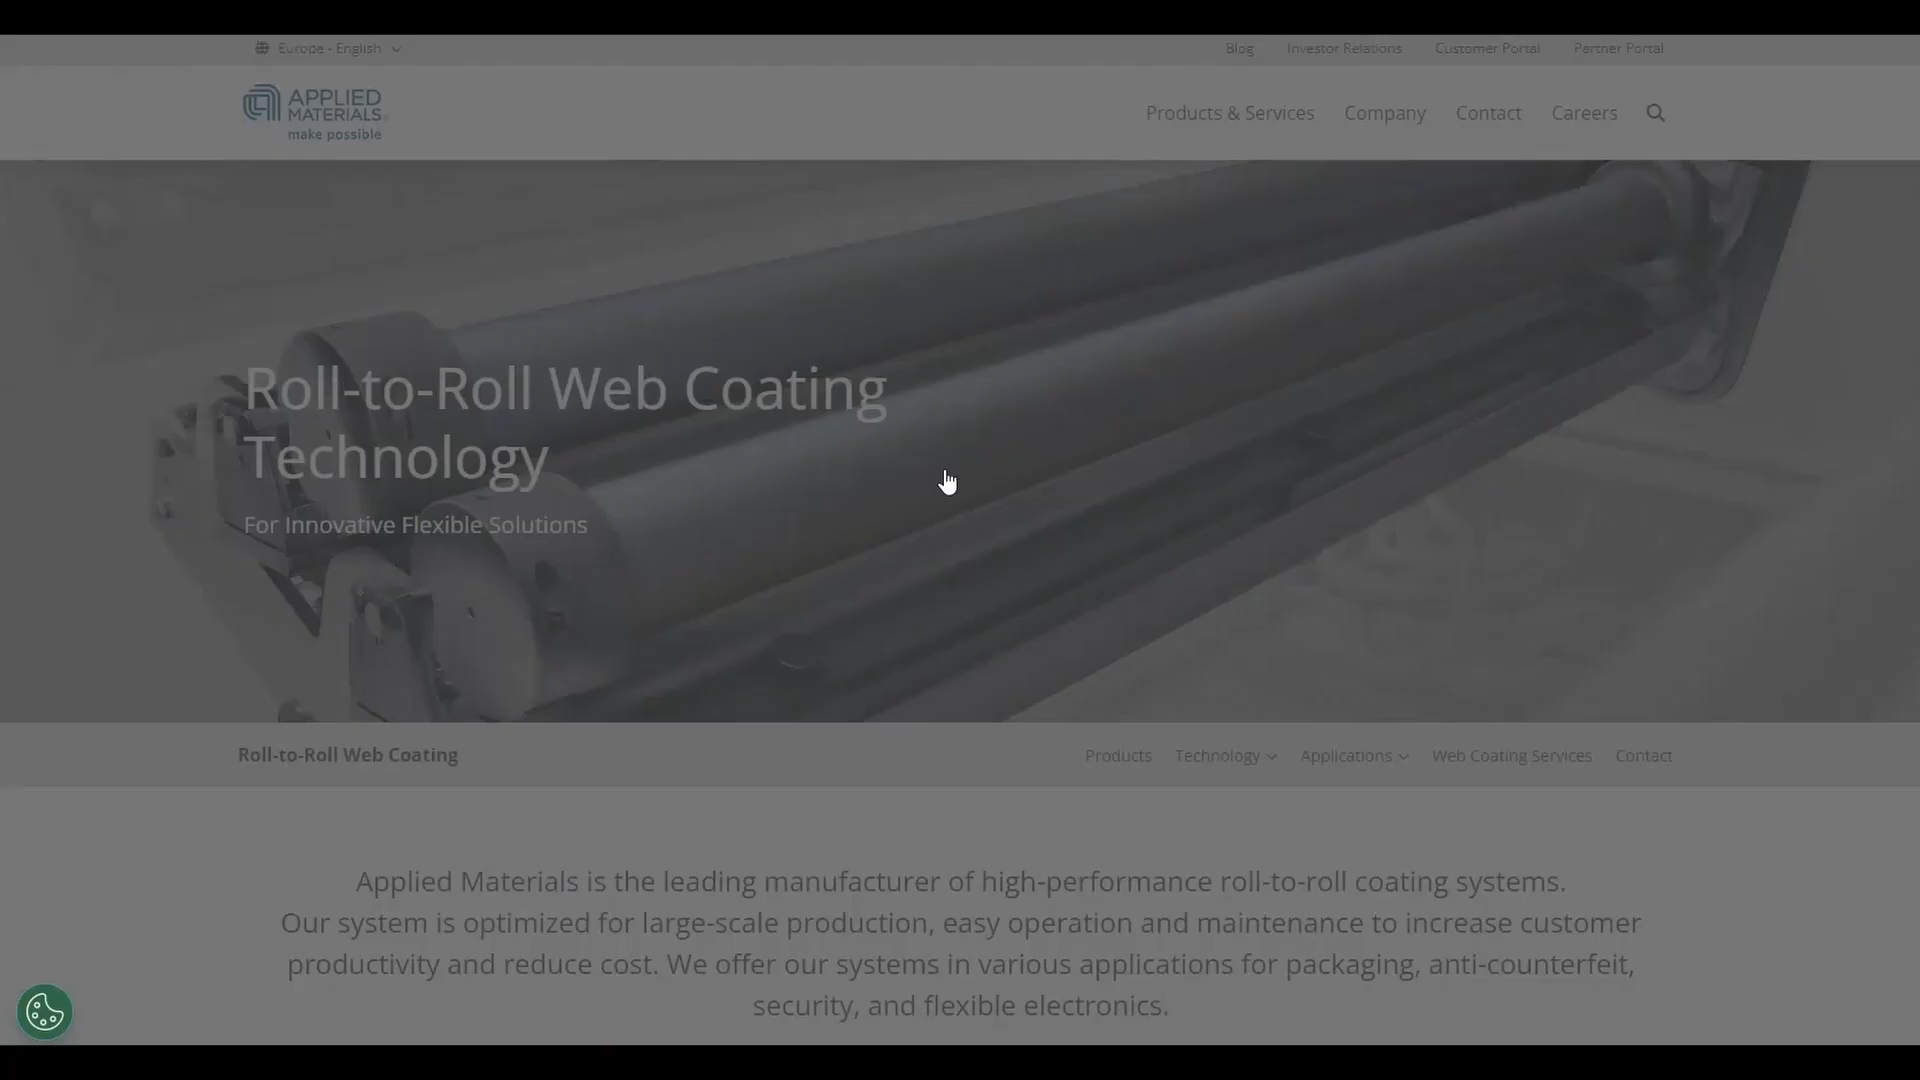 Europe - English
Blog
Investor Relations
Customer Portal
Partner Portal
APPLIED
MATERIALS
make possible
Products & Services
Company
Contact
Careers
Roll-to-Roll Web Coating
Technology
For Innovative Flexible Solutions
Roll-to-Roll Web Coating
Products
Technology
Applications
Web Coating Services
Contact
Applied Materials is the leading manufacturer of high-performance roll-to-roll coating systems.
Our system is optimized for large-scale production, easy operation and maintenance to increase customer
productivity and reduce cost. We offer our systems in various applications for packaging, anti-counterfeit,
security, and flexible electronics.